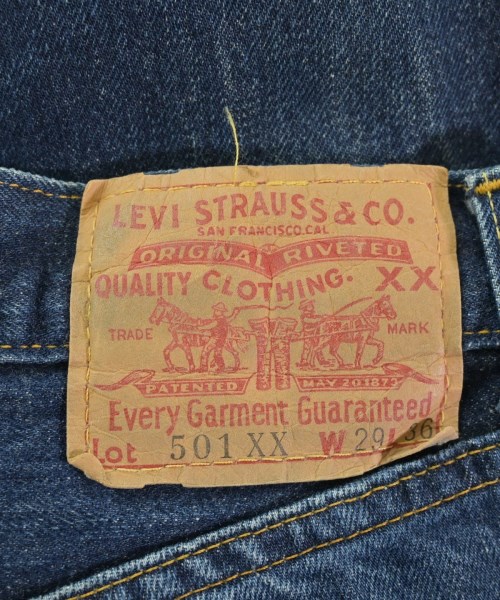 LEVI STRAUSS & CO.
SAN FRANCISCO, CAL
ORIGINAL RIVETED
QUALITY CLOTHING. XX
TRADE MARK
PATENTED MAY 20 1873
Every Garment Guaranteed
Lot 501 XX W 29 L 36